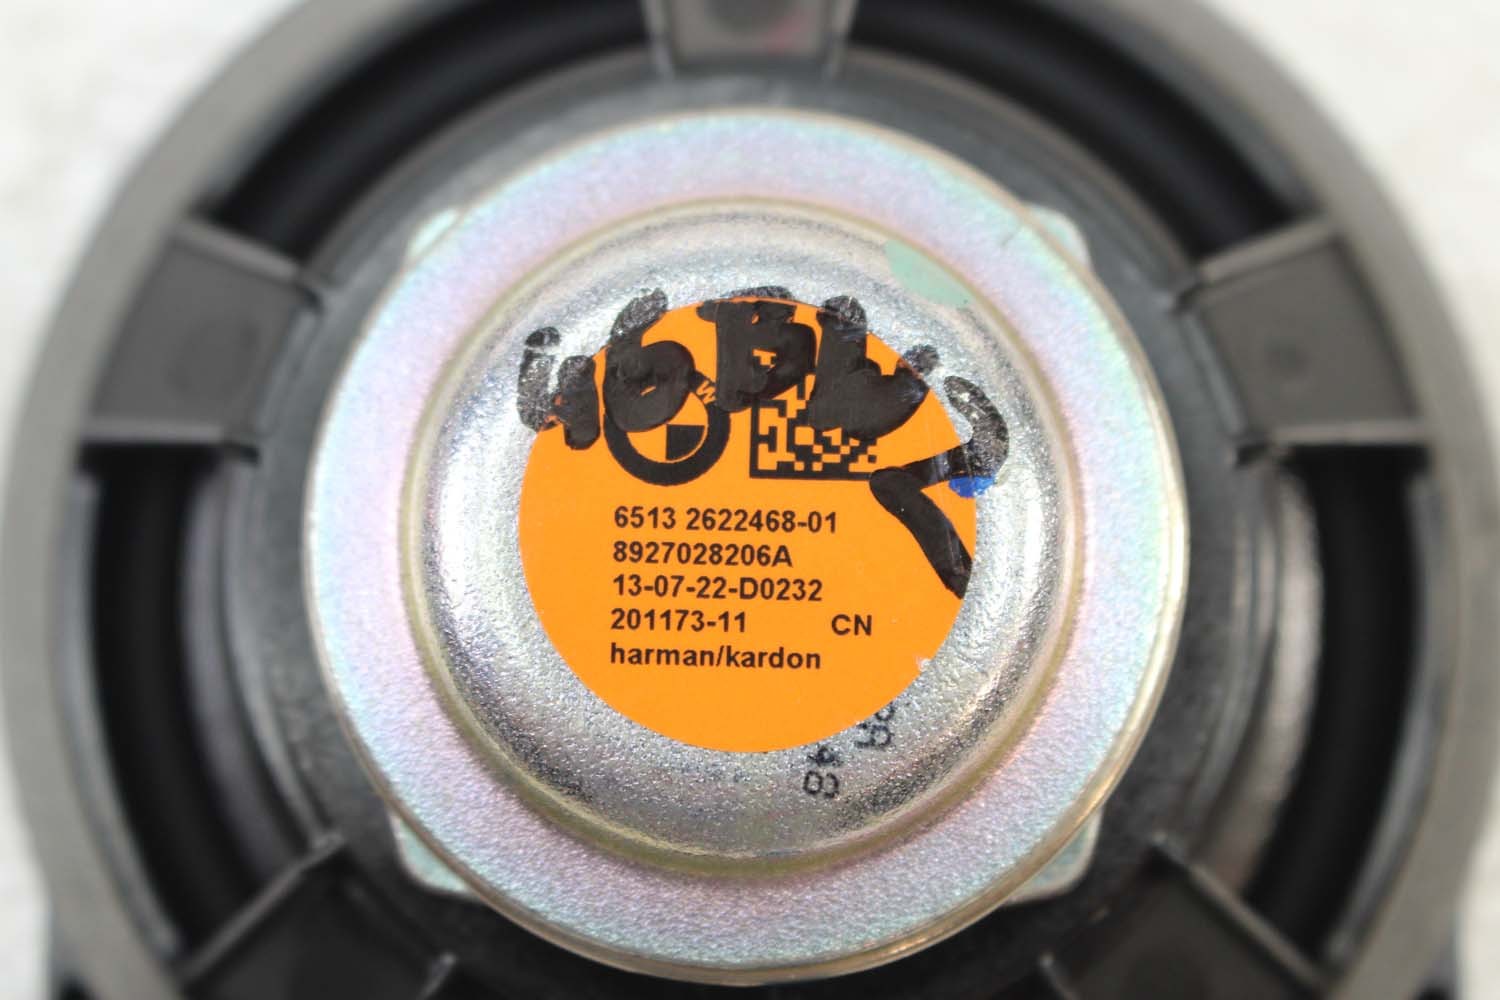 6513 2622468-01
8927028206A
13-07-22-D0232
201173-11 CN
harman/kardon